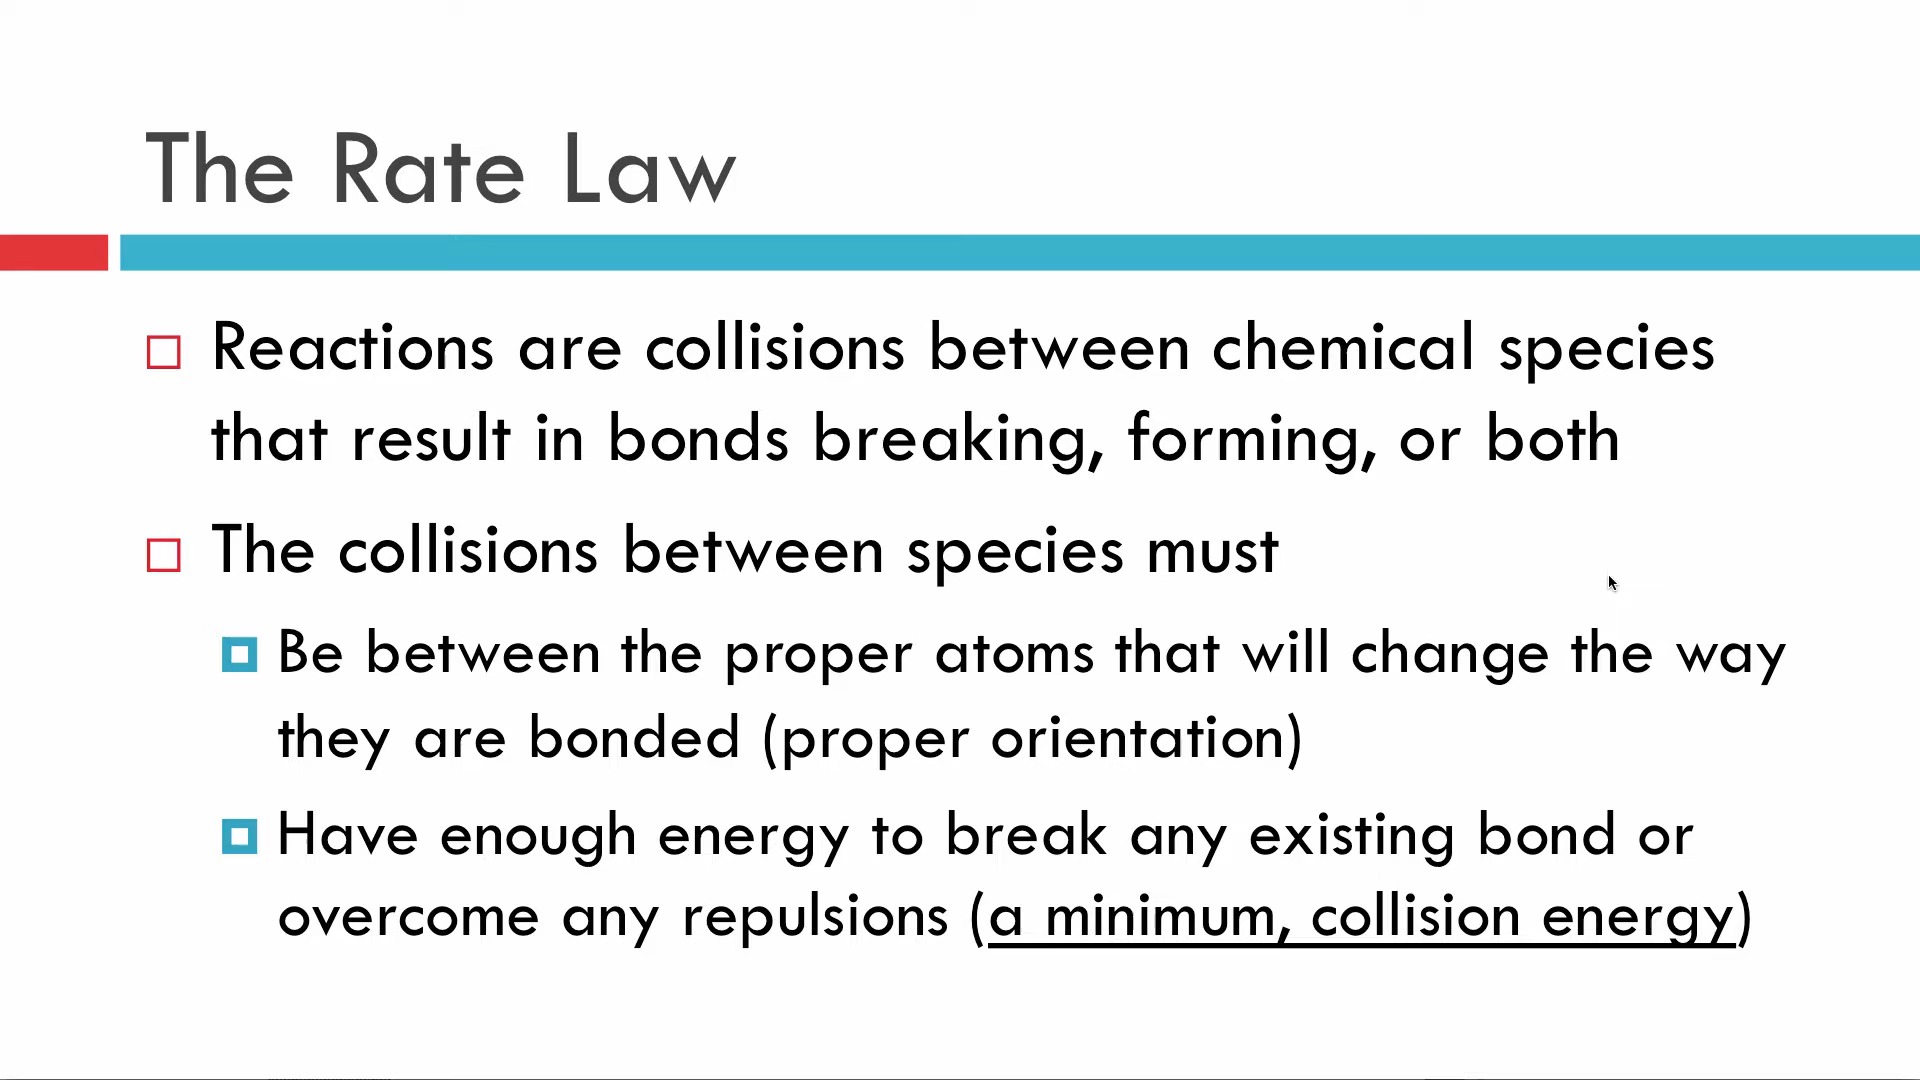 The Rate Law
Reactions are collisions between chemical species
that result in bonds breaking, forming, or both
The collisions between species must
Be between the proper atoms that will change the way
they are bonded (proper orientation)
Have enough energy to break any existing bond or
overcome any repulsions (a minimum, collision energy)